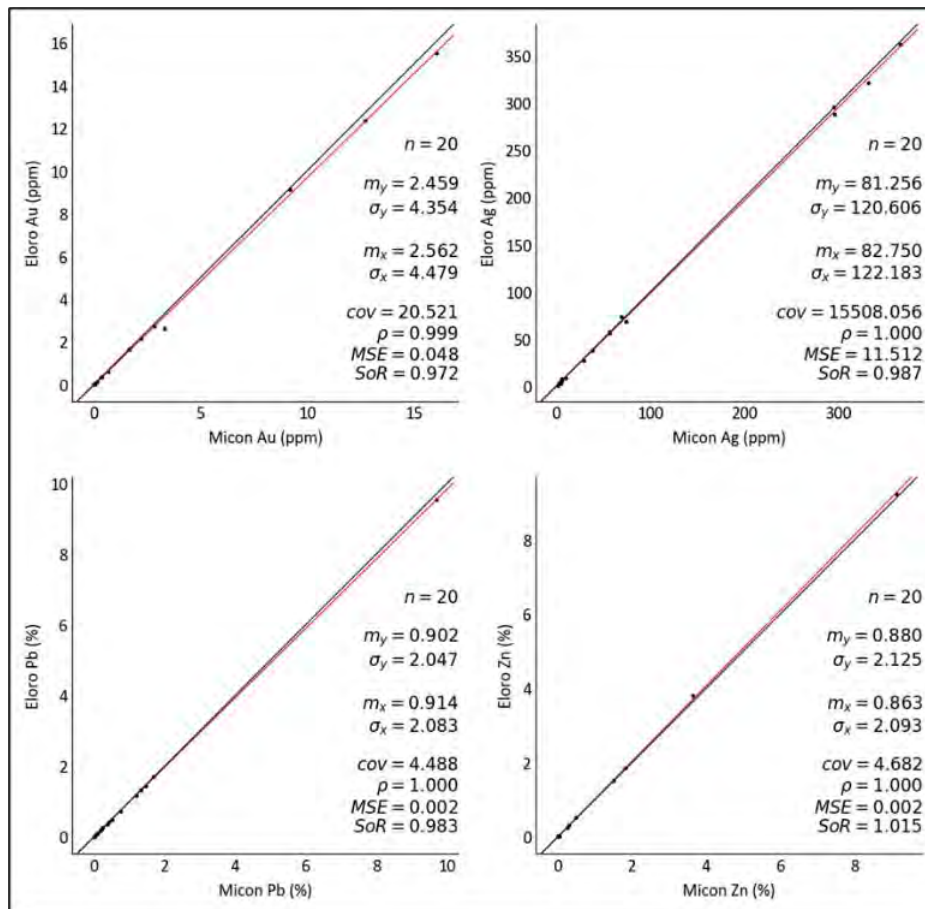 16
14
12
10
8
6
4
2
0
Eloro Au (ppm)
n = 20
m_y = 2.459
σ_y = 4.354
m_x = 2.562
σ_x = 4.479
cov = 20.521
ρ = 0.999
MSE = 0.048
SoR = 0.972
0 5 10 15
Micon Au (ppm)
350
300
250
200
150
100
50
0
Eloro Ag (ppm)
n = 20
m_y = 81.256
σ_y = 120.606
m_x = 82.750
σ_x = 122.183
cov = 15508.056
ρ = 1.000
MSE = 11.512
SoR = 0.987
0 100 200 300
Micon Ag (ppm)
10
8
6
4
2
0
Eloro Pb (%)
n = 20
m_y = 0.902
σ_y = 2.047
m_x = 0.914
σ_x = 2.083
cov = 4.488
ρ = 1.000
MSE = 0.002
SoR = 0.983
0 2 4 6 8 10
Micon Pb (%)
8
6
4
2
0
Eloro Zn (%)
n = 20
m_y = 0.880
σ_y = 2.125
m_x = 0.863
σ_x = 2.093
cov = 4.682
ρ = 1.000
MSE = 0.002
SoR = 1.015
0 2 4 6 8
Micon Zn (%)